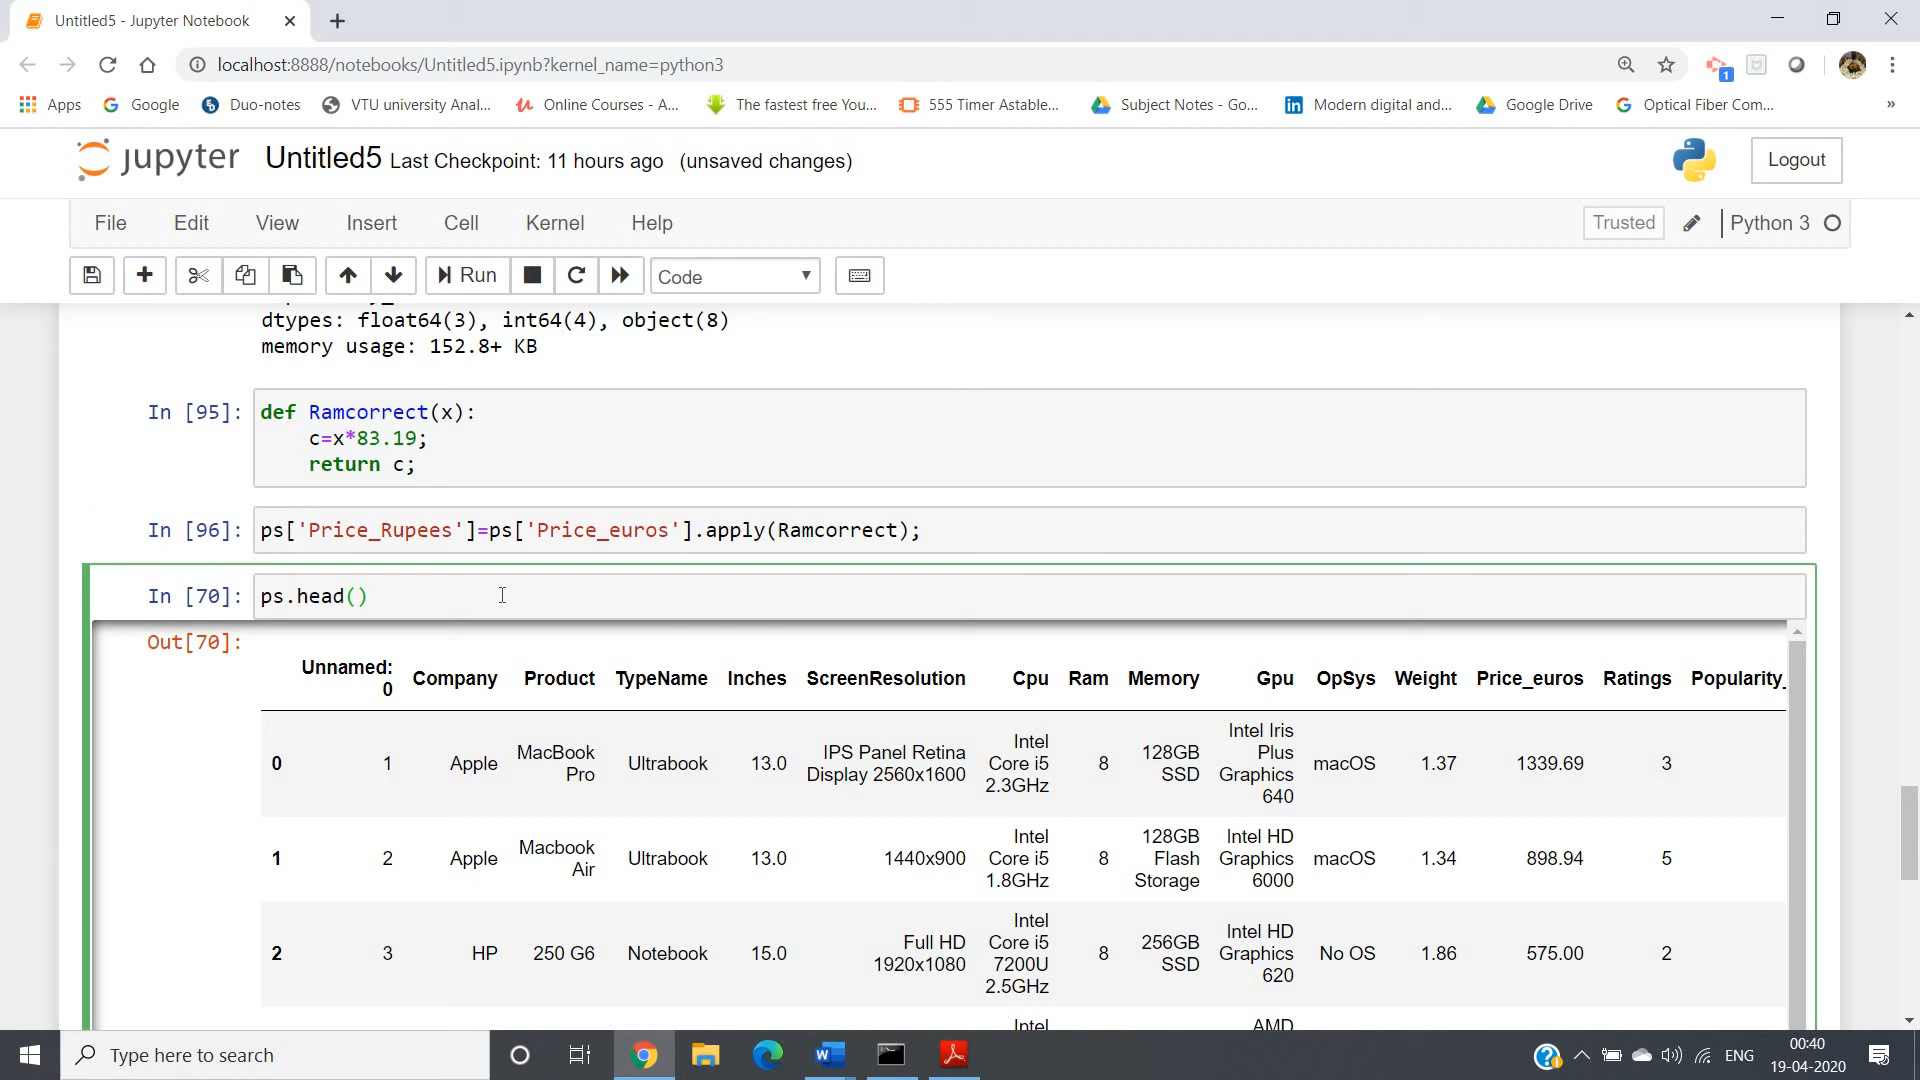 Untitled5 - Jupyter Notebook
localhost:8888/notebooks/Untitled5.ipynb?kernel_name=python3
1
Apps Google Duo-notes VTU university Anal... Online Courses - A... The fastest free You... 555 Timer Astable... Subject Notes - Go... Modern digital and... Google Drive Optical Fiber Com... »
jupyter Untitled5 Last Checkpoint: 11 hours ago (unsaved changes) Logout
File Edit View Insert Cell Kernel Help Trusted Python 3
Run Code
dtypes: float64(3), int64(4), object(8)
memory usage: 152.8+ KB
In [95]: def Ramcorrect(x):
c=x*83.19;
return c;
In [96]: ps['Price_Rupees']=ps['Price_euros'].apply(Ramcorrect);
In [70]: ps.head()
Out[70]:
Unnamed: 0 Company Product TypeName Inches ScreenResolution Cpu Ram Memory Gpu OpSys Weight Price_euros Ratings Popularity_
0 1 Apple MacBook Pro Ultrabook 13.0 IPS Panel Retina Display 2560x1600 Intel Core i5 2.3GHz 8 128GB SSD Intel Iris Plus Graphics 640 macOS 1.37 1339.69 3
1 2 Apple Macbook Air Ultrabook 13.0 1440x900 Intel Core i5 1.8GHz 8 128GB Flash Storage Intel HD Graphics 6000 macOS 1.34 898.94 5
2 3 HP 250 G6 Notebook 15.0 Full HD 1920x1080 Intel Core i5 7200U 2.5GHz 8 256GB SSD Intel HD Graphics 620 No OS 1.86 575.00 2
Intel AMD
Type here to search
ENG
00:40
19-04-2020